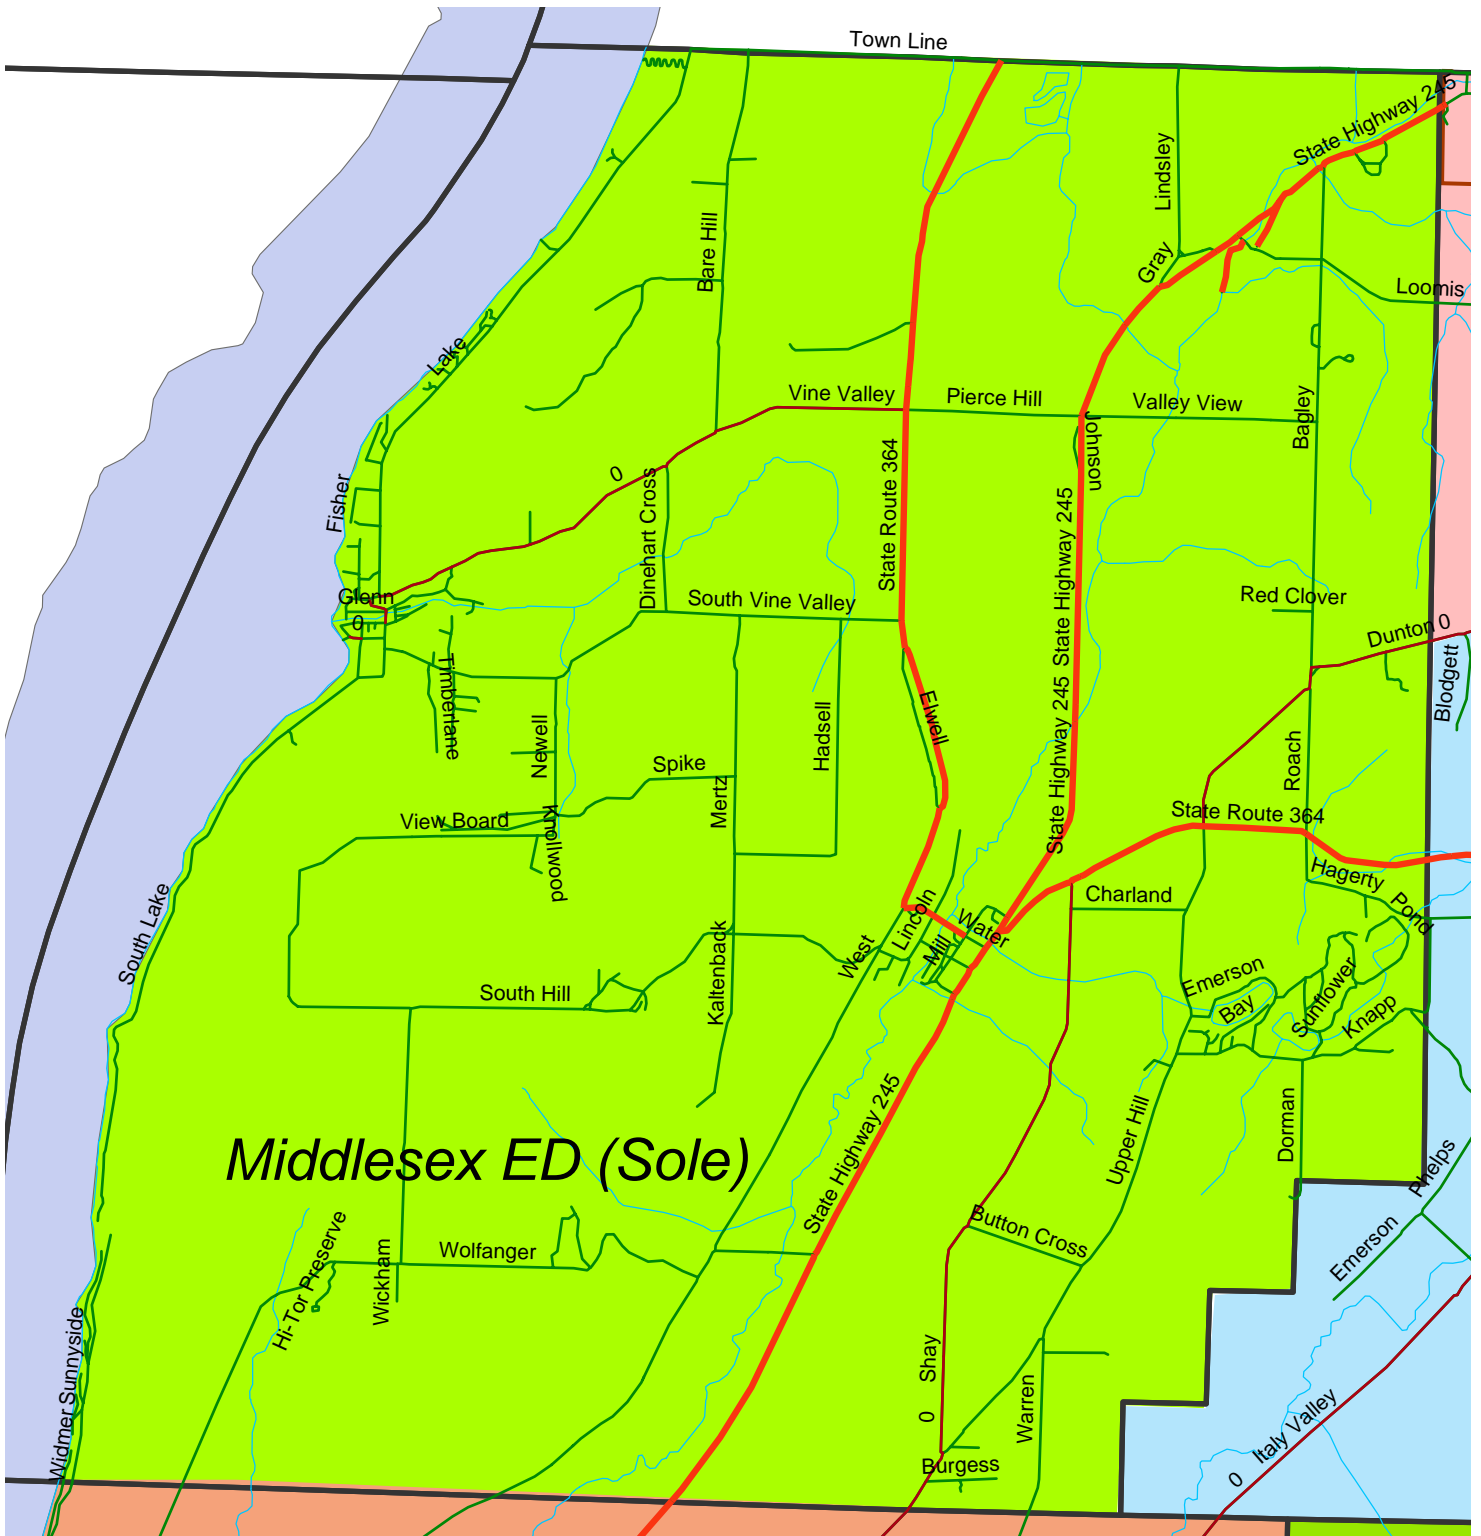 Town Line
State Highway 245
Lindsley
Bare Hill
Gray
Loomis
Lake
Vine Valley
Pierce Hill
Valley View
Bagley
Johnson
0
Fisher
Dinehart Cross
State Route 364
State Highway 245
Glenn
0
South Vine Valley
Red Clover
Dunton
0
Blodgett
Timberlane
Newell
Elwell
Hadsell
State Highway 245
Roach
Spike
Mertz
View Board
Knollwood
State Route 364
Hagerty
Pond
Charland
South Lake
Lincoln
Water
West
Mill
Kaltenback
South Hill
Emerson
Bay
Sunflower
Knapp
State Highway 245
Upper Hill
Dorman
Middlesex ED (Sole)
Phelps
Emerson
Button Cross
Hi-Tor Preserve
Wickham
Wolfanger
Sunnyside
Widmer
Shay
0
Warren
Italy Valley
0
Burgess